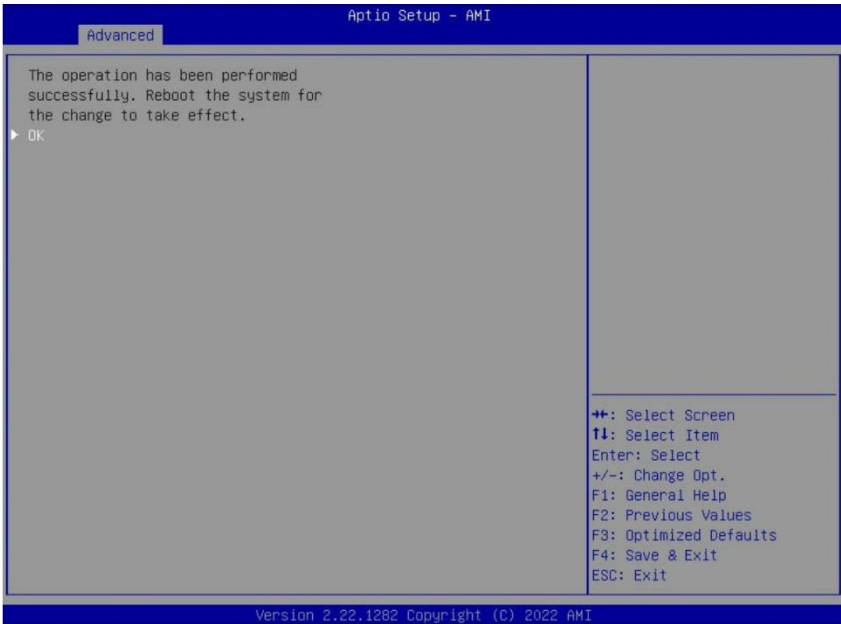 Aptio Setup – AMI
Advanced
The operation has been performed
successfully. Reboot the system for
the change to take effect.
▶ OK
→←: Select Screen
↑↓: Select Item
Enter: Select
+/-: Change Opt.
F1: General Help
F2: Previous Values
F3: Optimized Defaults
F4: Save & Exit
ESC: Exit
Version 2.22.1282 Copyright (C) 2022 AMI